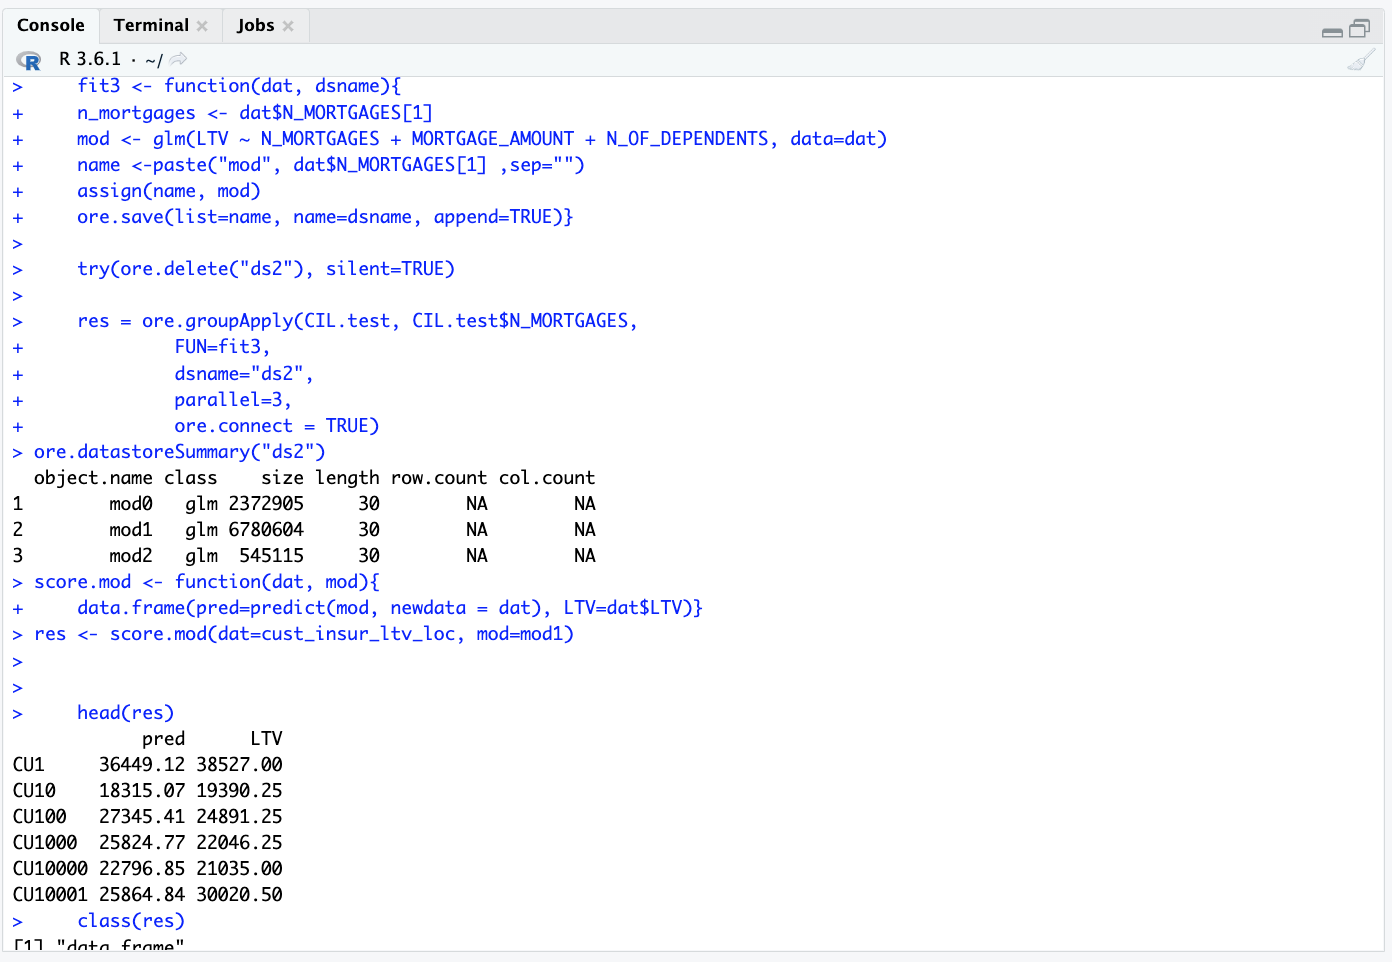 Console Terminal × Jobs ×
R R 3.6.1 · ~/
>     fit3 <- function(dat, dsname){
+     n_mortgages <- dat$N_MORTGAGES[1]
+     mod <- glm(LTV ~ N_MORTGAGES + MORTGAGE_AMOUNT + N_OF_DEPENDENTS, data=dat)
+     name <-paste("mod", dat$N_MORTGAGES[1] ,sep="")
+     assign(name, mod)
+     ore.save(list=name, name=dsname, append=TRUE)}
>
>     try(ore.delete("ds2"), silent=TRUE)
>
>     res = ore.groupApply(CIL.test, CIL.test$N_MORTGAGES,
+              FUN=fit3,
+              dsname="ds2",
+              parallel=3,
+              ore.connect = TRUE)
> ore.datastoreSummary("ds2")
  object.name class    size length row.count col.count
1        mod0   glm 2372905     30        NA        NA
2        mod1   glm 6780604     30        NA        NA
3        mod2   glm  545115     30        NA        NA
> score.mod <- function(dat, mod){
+     data.frame(pred=predict(mod, newdata = dat), LTV=dat$LTV)}
> res <- score.mod(dat=cust_insur_ltv_loc, mod=mod1)
>
>
>     head(res)
            pred      LTV
CU1     36449.12 38527.00
CU10    18315.07 19390.25
CU100   27345.41 24891.25
CU1000  25824.77 22046.25
CU10000 22796.85 21035.00
CU10001 25864.84 30020.50
>     class(res)
[1] "data.frame"